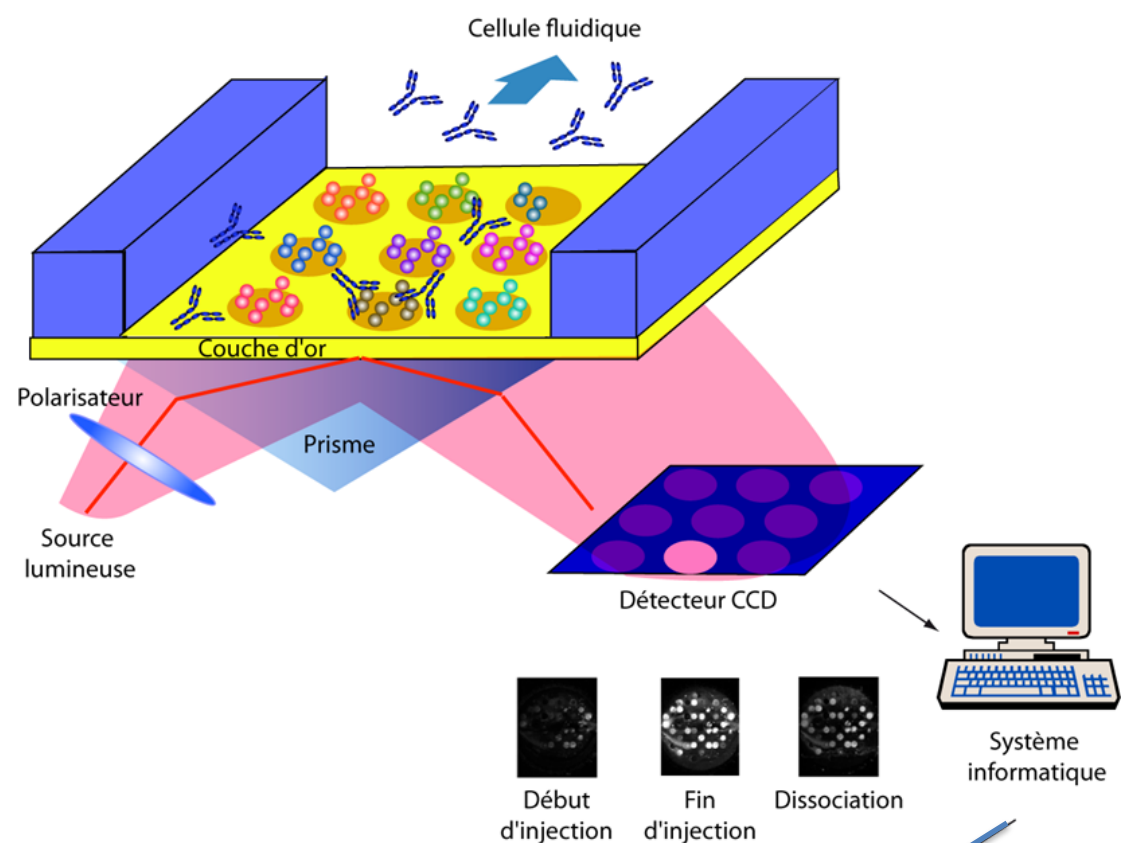 Cellule fluidique
Couche d'or
Polarisateur
Prisme
Source
lumineuse
Détecteur CCD
Système
informatique
Début
d'injection
Fin
d'injection
Dissociation